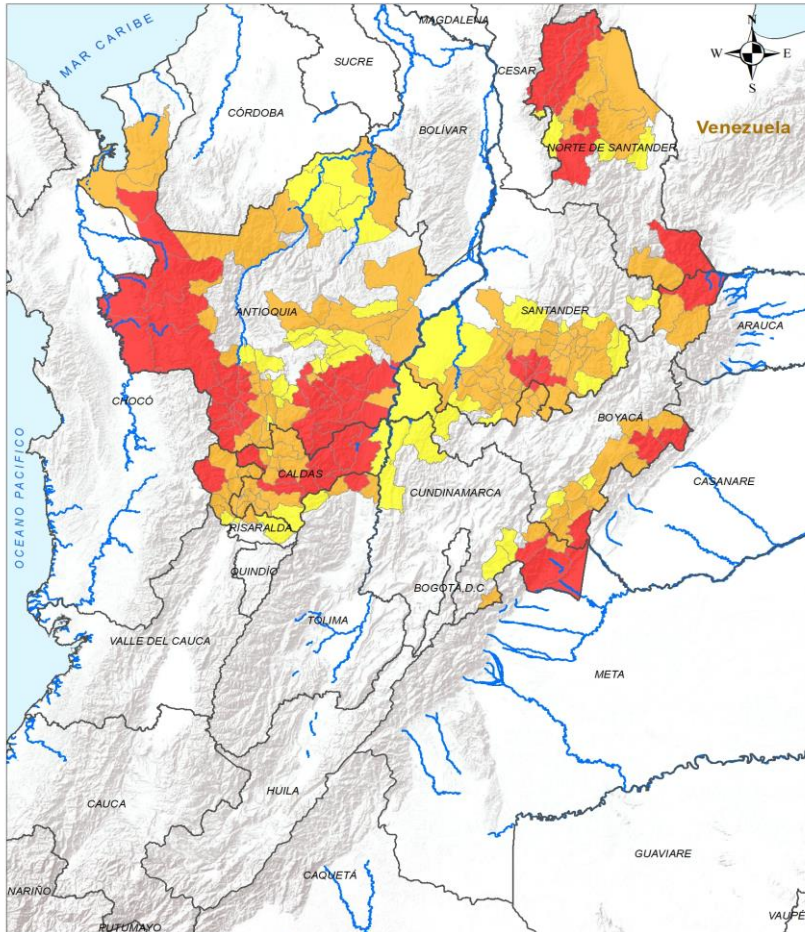 MAGDALENA
MAR CARIBE
N
W E
S
SUCRE
CESAR
CÓRDOBA
BOLÍVAR
Venezuela
NORTE DE SANTANDER
ANTIOQUIA
SANTANDER
ARAUCA
CHOCÓ
BOYACÁ
OCEANO PACIFICO
CALDAS
CUNDINAMARCA
CASANARE
RISARALDA
QUINDÍO
BOGOTÁ, D.C
TOLIMA
VALLE DEL CAUCA
META
HUILA
CAUCA
GUAVIARE
CAQUETÁ
NARIÑO
PUTUMAYO
VAUPÉ